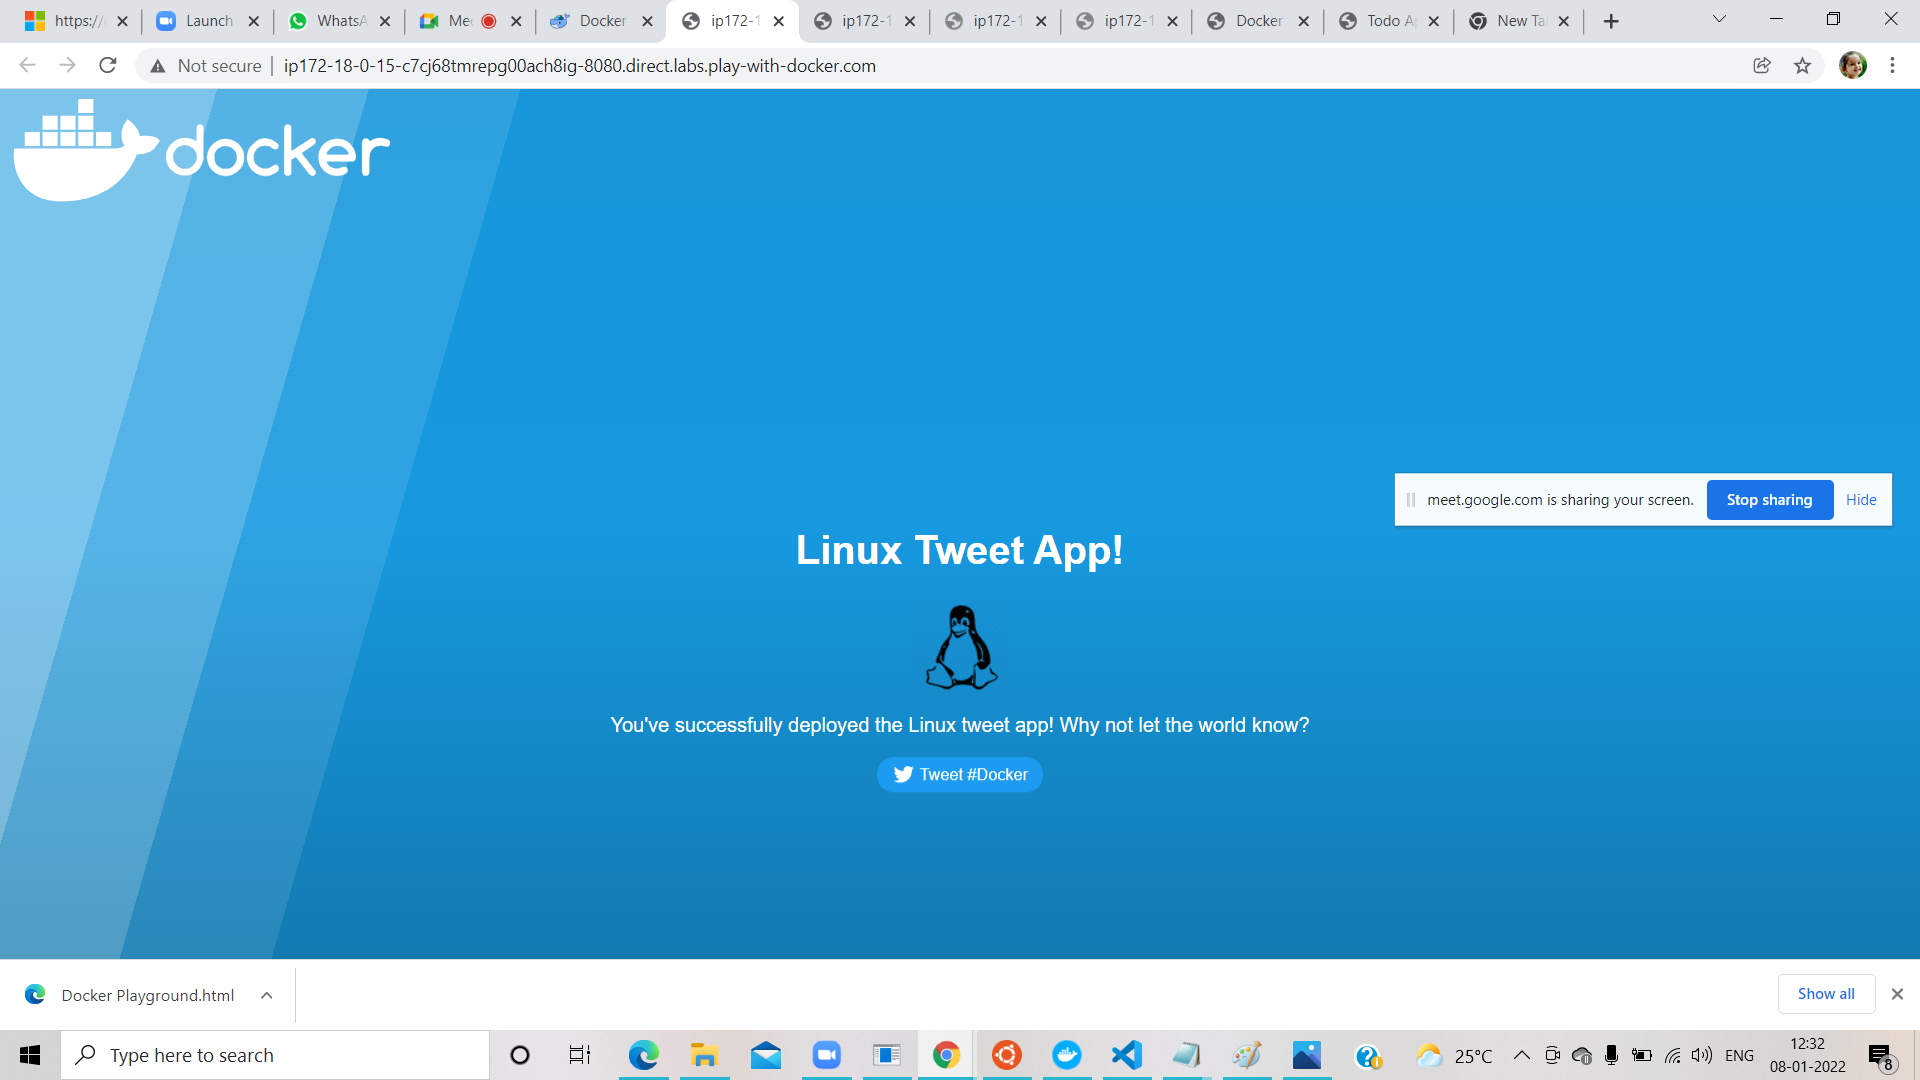 https://
Launch
WhatsA
Mee
Docker
ip172-1
ip172-1
ip172-1
ip172-1
Docker
Todo A
New Ta
Not secure
ip172-18-0-15-c7cj68tmrepg00ach8ig-8080.direct.labs.play-with-docker.com
docker
meet.google.com is sharing your screen.
Stop sharing
Hide
Linux Tweet App!
You've successfully deployed the Linux tweet app! Why not let the world know?
Tweet #Docker
Docker Playground.html
Show all
Type here to search
25°C
ENG
12:32
08-01-2022
8